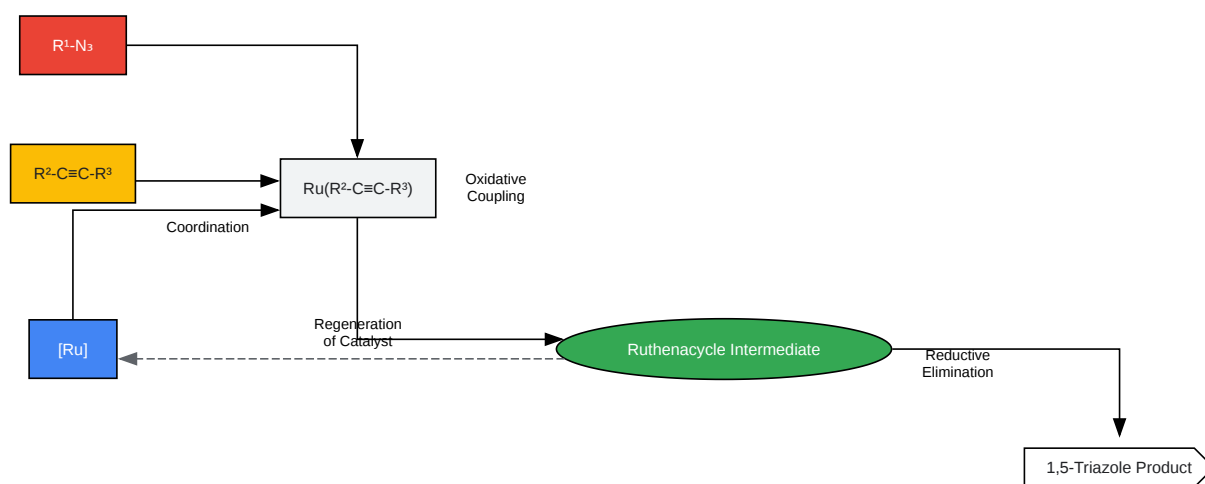 R¹-N₃
R²-C≡C-R³
Ru(R²-C≡C-R³)
Oxidative
Coupling
Coordination
[Ru]
Regeneration
of Catalyst
Ruthenacycle Intermediate
Reductive
Elimination
1,5-Triazole Product